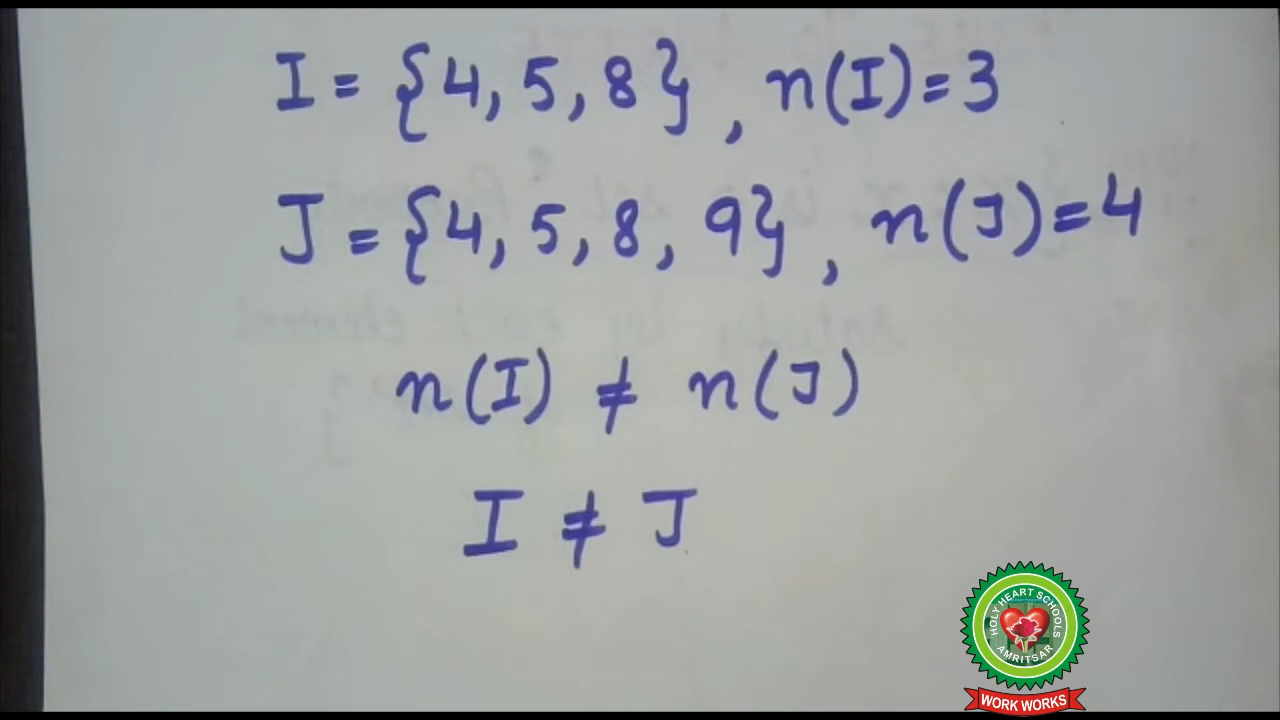 I = {4, 5, 8}, n(I) = 3
J = {4, 5, 8, 9}, n(J) = 4
n(I) ≠ n(J)
I ≠ J
HOLY HEART SCHOOLS
AMRITSAR
WORK WORKS